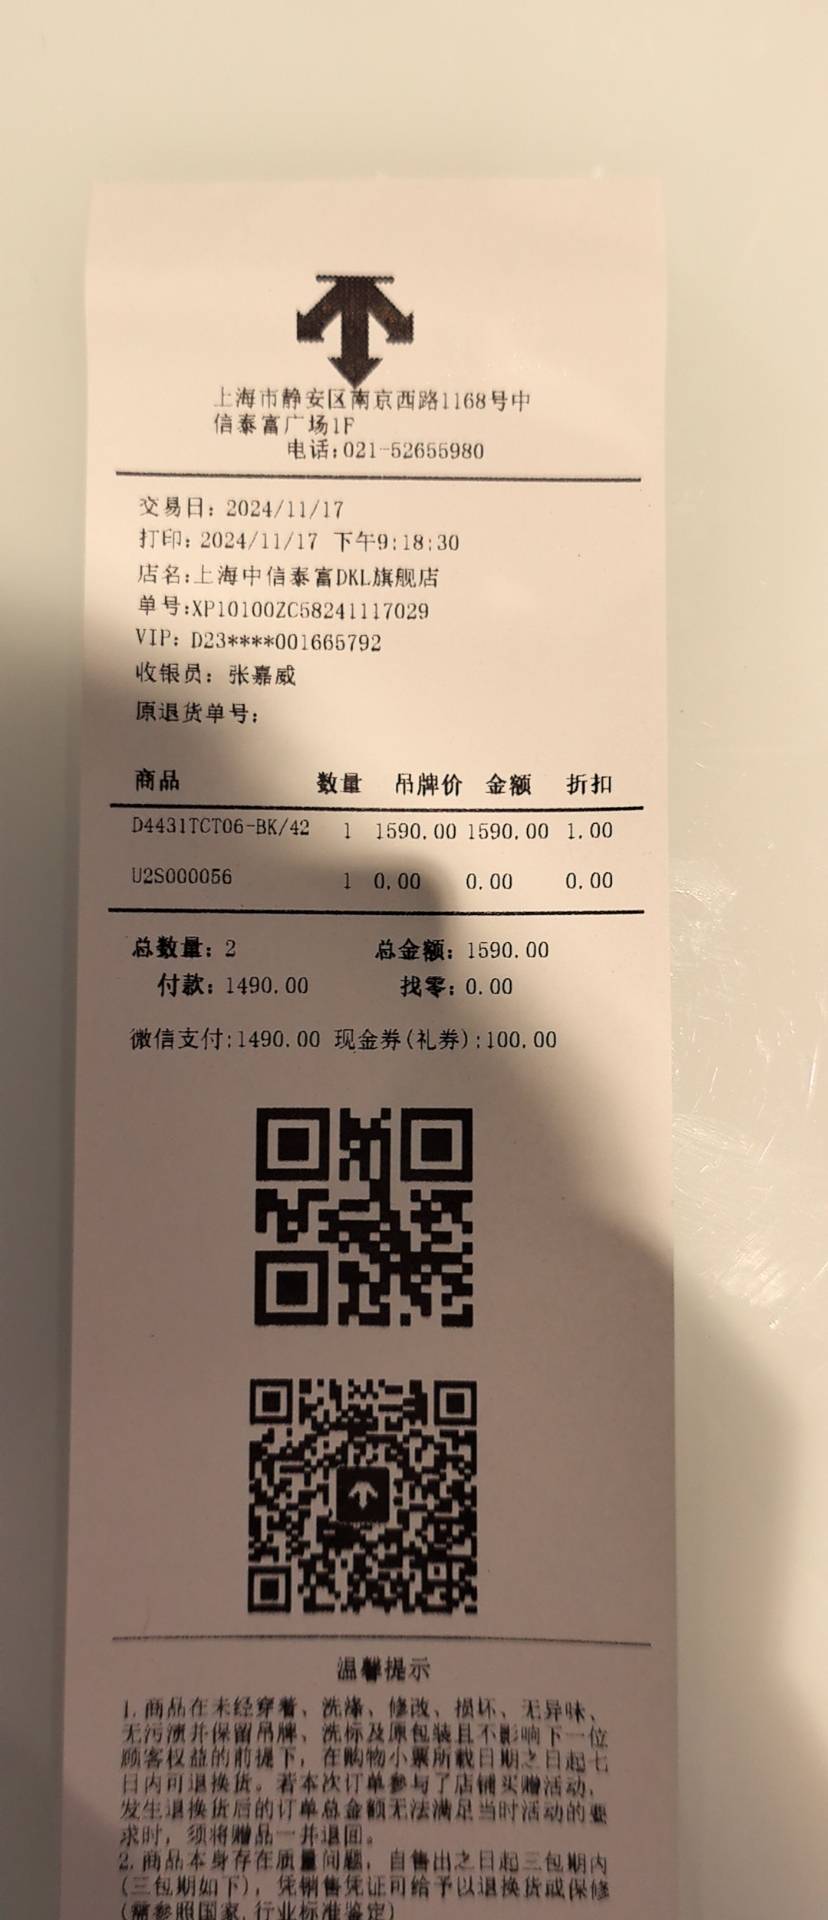 上海市静安区南京西路1168号中
信泰富广场1F
电话:021-52655980
交易日: 2024/11/17
打印: 2024/11/17 下午9:18:30
店名:上海中信泰富DKL旗舰店
单号:XP10100ZC58241117029
VIP: D23****001665792
收银员: 张嘉威
原退货单号:
商品 数量 吊牌价 金额 折扣
D4431TCT06-BK/42 1 1590.00 1590.00 1.00
U2S000056 1 0.00 0.00 0.00
总数量: 2 总金额: 1590.00
付款: 1490.00 找零: 0.00
微信支付:1490.00 现金券(礼券):100.00
温馨提示
1.商品在未经穿着、洗涤、修改、损坏、无异味、
无污渍并保留吊牌、洗标及原包装且不影响下一位
顾客权益的前提下,在购物小票所载日期之日起七
日内可退换货。若本次订单参与了店铺买赠活动,
发生退换货后的订单总金额无法满足当时活动的要
求时,须将赠品一并退回。
2.商品本身存在质量问题,自售出之日起三包期内
(三包期如下),凭销售凭证可给予以退换货或保修
(需参照国家,行业标准鉴定)